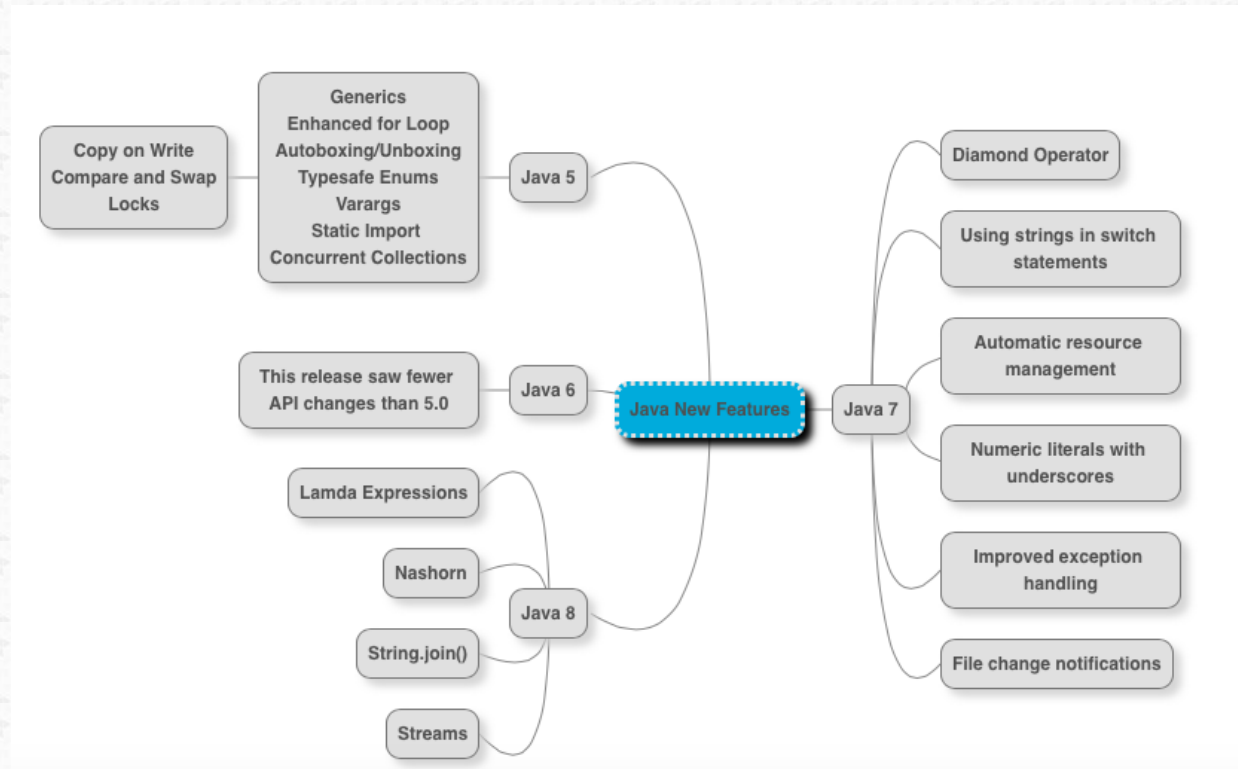 Java New Features
Java 5
Generics
Enhanced for Loop
Autoboxing/Unboxing
Typesafe Enums
Varargs
Static Import
Concurrent Collections
Copy on Write
Compare and Swap
Locks
Java 6
This release saw fewer
API changes than 5.0
Java 8
Lamda Expressions
Nashorn
String.join()
Streams
Java 7
Diamond Operator
Using strings in switch
statements
Automatic resource
management
Numeric literals with
underscores
Improved exception
handling
File change notifications